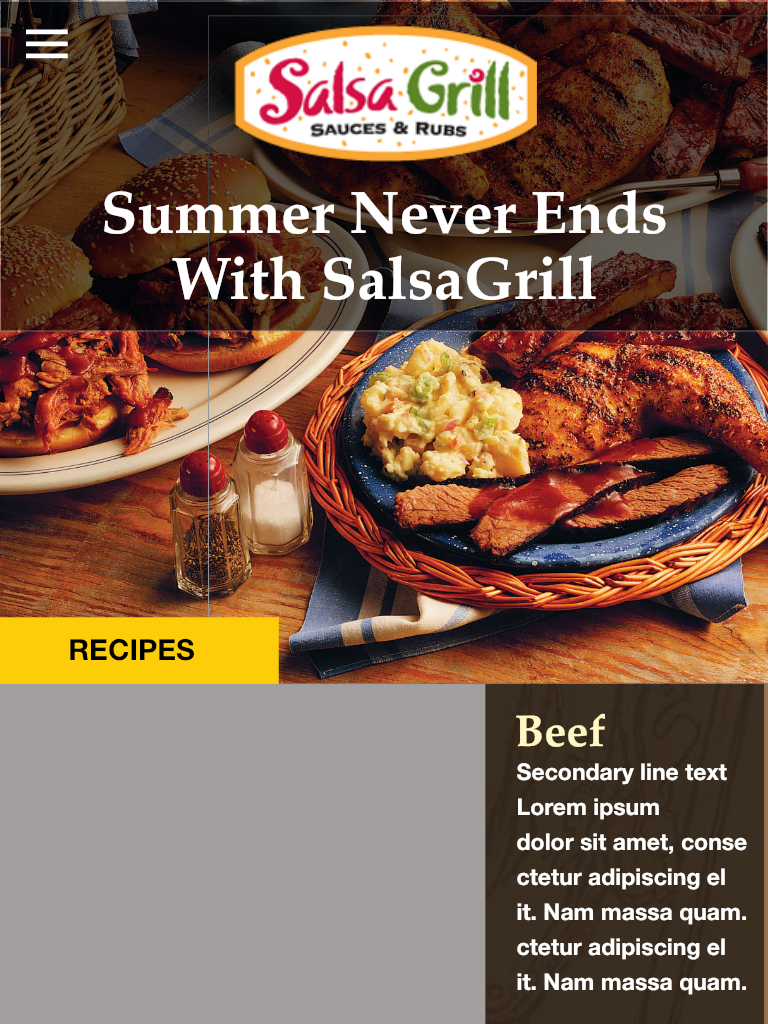 Salsa Grill
SAUCES & RUBS
Summer Never Ends
With SalsaGrill
RECIPES
Beef
Secondary line text
Lorem ipsum
dolor sit amet, conse
ctetur adipiscing el
it. Nam massa quam.
ctetur adipiscing el
it. Nam massa quam.